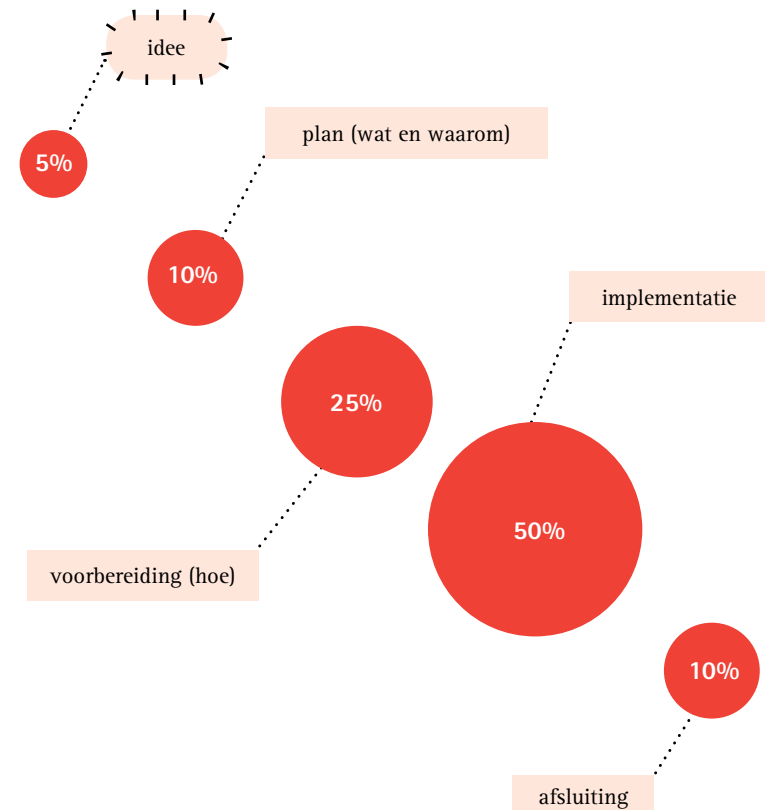 idee
5%
plan (wat en waarom)
10%
implementatie
25%
50%
voorbereiding (hoe)
10%
afsluiting